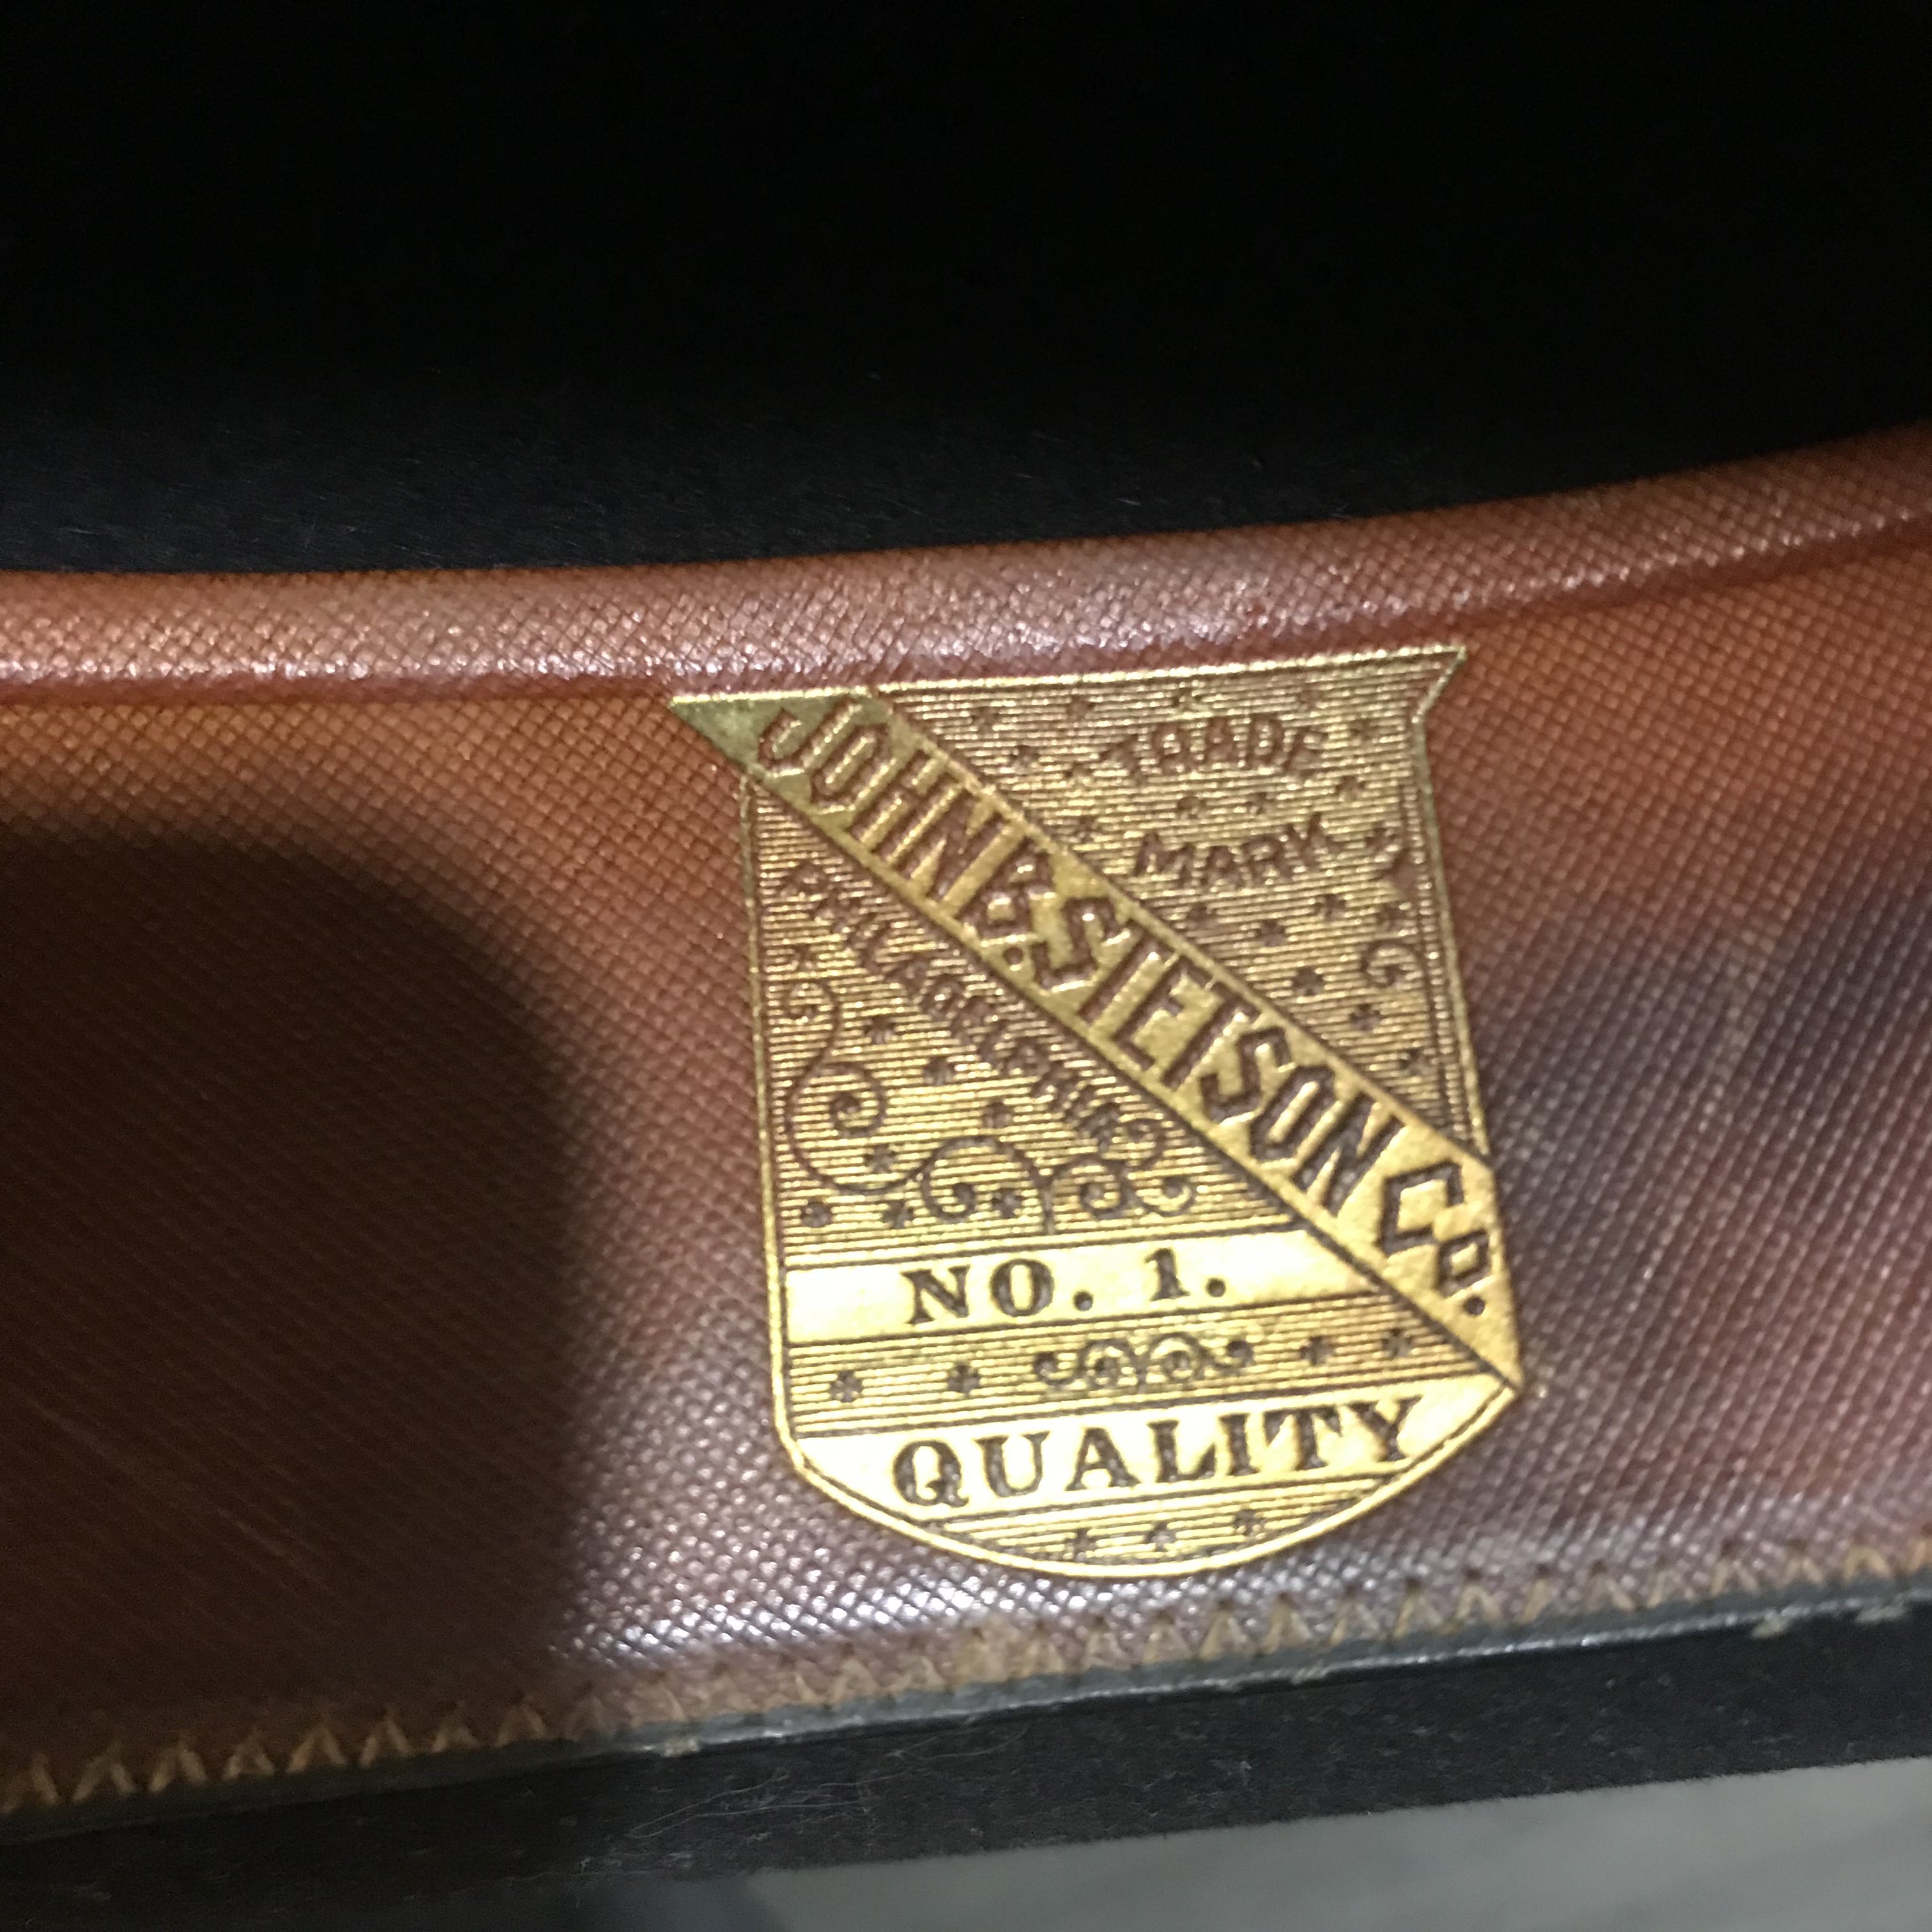 TRADE
MARK
JOHN B. STETSON Co.
PHILADELPHIA
NO. 1.
QUALITY